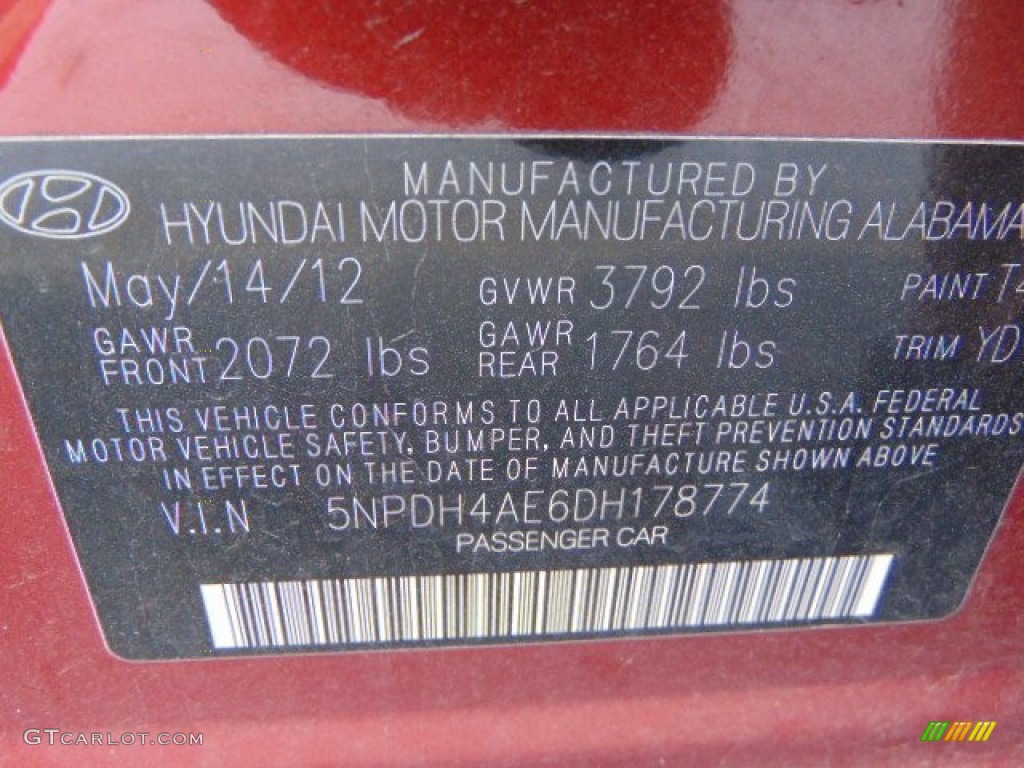 MANUFACTURED BY
HYUNDAI MOTOR MANUFACTURING ALABAMA
May/14/12 GVWR 3792 lbs PAINT T4
GAWR FRONT 2072 lbs GAWR REAR 1764 lbs TRIM YD
THIS VEHICLE CONFORMS TO ALL APPLICABLE U.S.A. FEDERAL
MOTOR VEHICLE SAFETY, BUMPER, AND THEFT PREVENTION STANDARDS
IN EFFECT ON THE DATE OF MANUFACTURE SHOWN ABOVE
V.I.N 5NPDH4AE6DH178774
PASSENGER CAR
GTCARLOT.COM